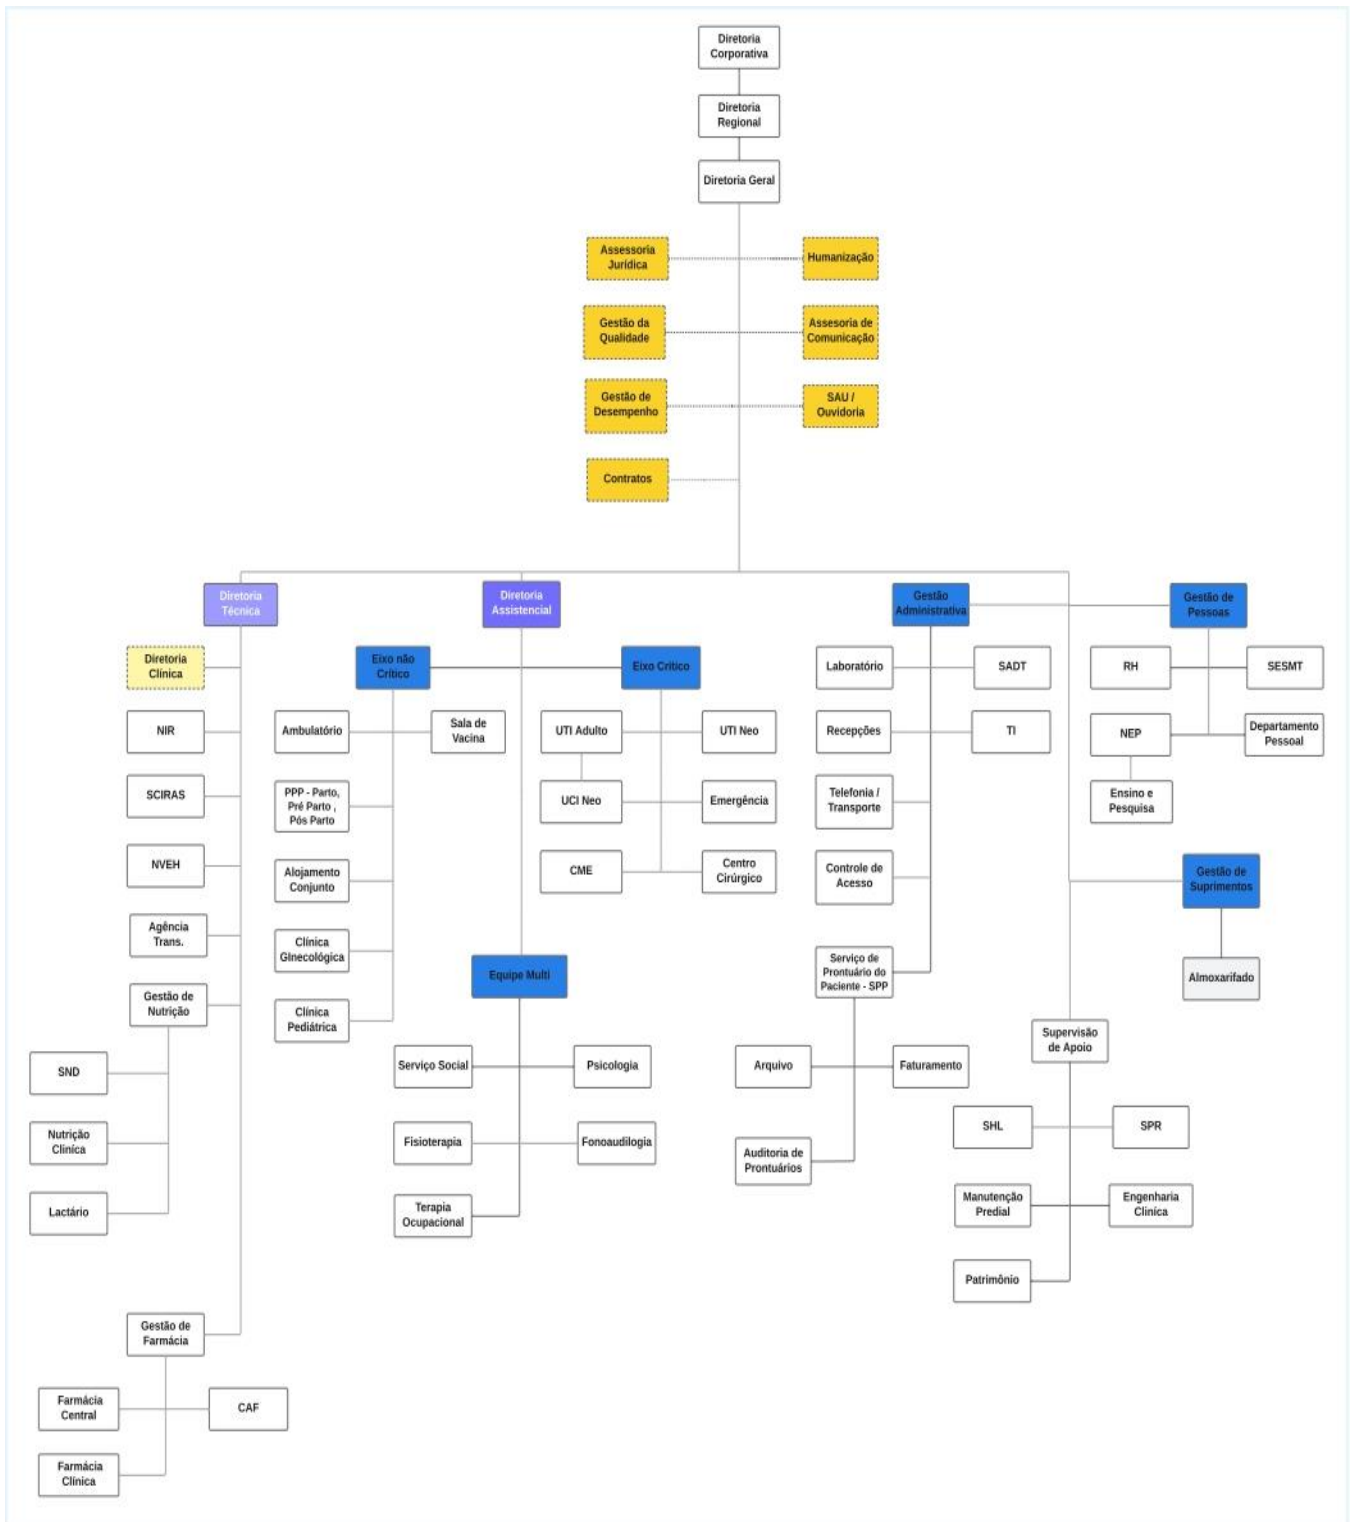 Diretoria
Corporativa
Diretoria
Regional
Diretoria Geral
Assessoria
Jurídica
Humanização
Gestão da
Qualidade
Assesoria de
Comunicação
Gestão de
Desempenho
SAU /
Ouvidoria
Contratos
Diretoria
Técnica
Diretoria
Assistencial
Gestão
Administrativa
Gestão de
Pessoas
Diretoria
Clínica
Eixo não
Crítico
Eixo Crítico
Laboratório
SADT
RH
SESMT
NIR
Ambulatório
Sala de
Vacina
UTI Adulto
UTI Neo
Recepções
TI
NEP
Departamento
Pessoal
SCIRAS
PPP - Parto,
Pré Parto ,
Pós Parto
UCI Neo
Emergência
Telefonia /
Transporte
Ensino e
Pesquisa
NVEH
Alojamento
Conjunto
CME
Centro
Cirúrgico
Controle de
Acesso
Gestão de
Suprimentos
Agência
Trans.
Clínica
GInecológica
Equipe Multi
Serviço de
Prontuário do
Paciente - SPP
Almoxarifado
Gestão de
Nutrição
Clínica
Pediátrica
Supervisão
de Apoio
SND
Serviço Social
Psicologia
Arquivo
Faturamento
Nutrição
Cliníca
Fisioterapia
Fonoaudilogia
Auditoria de
Prontuários
SHL
SPR
Lactário
Terapia
Ocupacional
Manutenção
Predial
Engenharia
Cliníca
Patrimônio
Gestão de
Farmácia
Farmácia
Central
CAF
Farmácia
Clínica